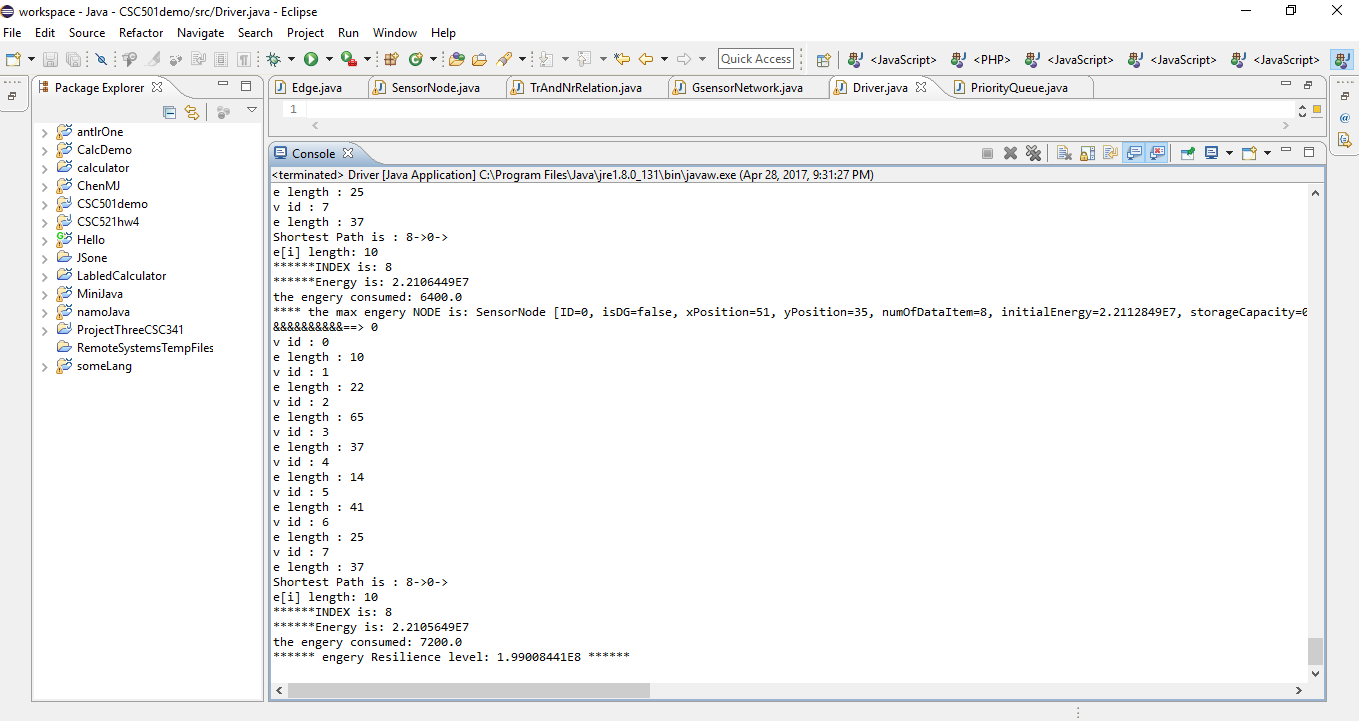 workspace - Java - CSC501demo/src/Driver.java - Eclipse
File Edit Source Refactor Navigate Search Project Run Window Help
Quick Access <JavaScript> <PHP> <JavaScript> <JavaScript> <JavaScript>
Package Explorer
Edge.java SensorNode.java TrAndNrRelation.java GsensorNetwork.java Driver.java PriorityQueue.java
1
antlrOne
CalcDemo
calculator
ChenMJ
CSC501demo
CSC521hw4
Hello
JSone
LabledCalculator
MiniJava
namoJava
ProjectThreeCSC341
RemoteSystemsTempFiles
someLang
Console
<terminated> Driver [Java Application] C:\Program Files\Java\jre1.8.0_131\bin\javaw.exe (Apr 28, 2017, 9:31:27 PM)
e length : 25
v id : 7
e length : 37
Shortest Path is : 8->0->
e[i] length: 10
******INDEX is: 8
******Energy is: 2.2106449E7
the engery consumed: 6400.0
**** the max engery NODE is: SensorNode [ID=0, isDG=false, xPosition=51, yPosition=35, numOfDataItem=8, initialEnergy=2.2112849E7, storageCapacity=0
&&&&&&&&&&==> 0
v id : 0
e length : 10
v id : 1
e length : 22
v id : 2
e length : 65
v id : 3
e length : 37
v id : 4
e length : 14
v id : 5
e length : 41
v id : 6
e length : 25
v id : 7
e length : 37
Shortest Path is : 8->0->
e[i] length: 10
******INDEX is: 8
******Energy is: 2.2105649E7
the engery consumed: 7200.0
****** engery Resilience level: 1.99008441E8 ******